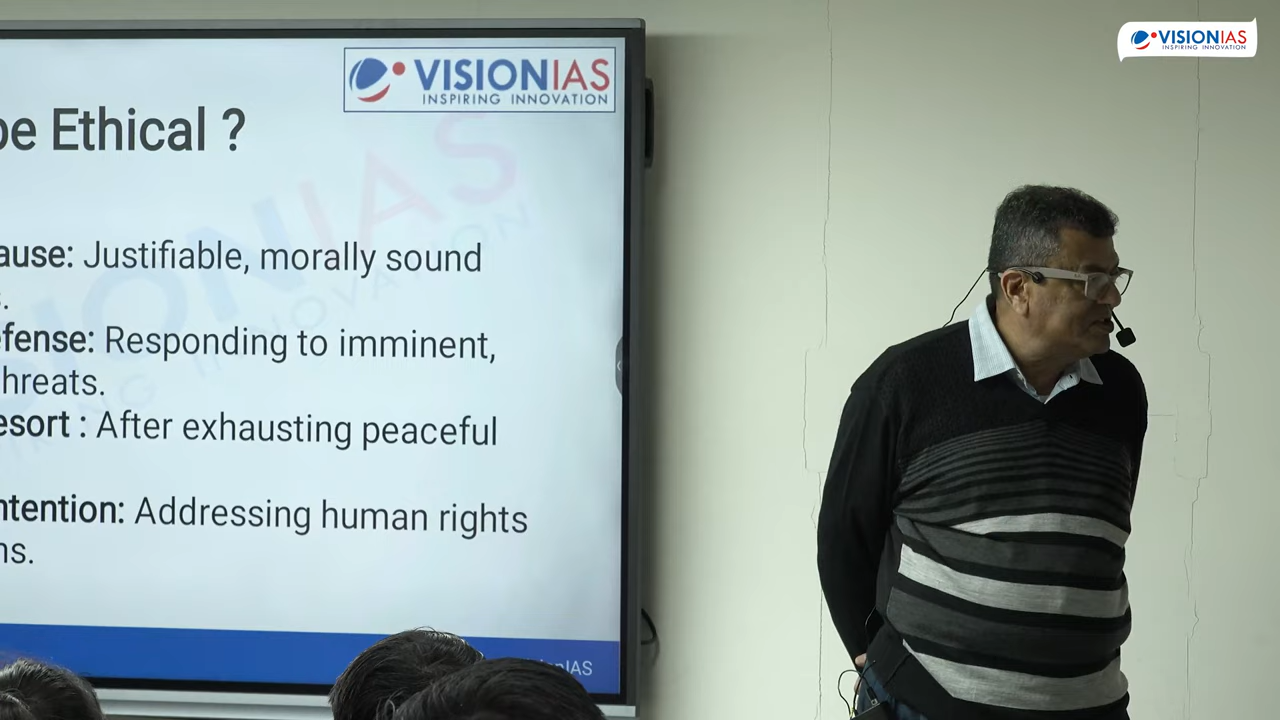 VISIONIAS
INSPIRING INNOVATION
VISIONIAS
INSPIRING INNOVATION
be Ethical ?
ause: Justifiable, morally sound
s.
efense: Responding to imminent,
hreats.
esort : After exhausting peaceful
ntention: Addressing human rights
ns.
nIAS